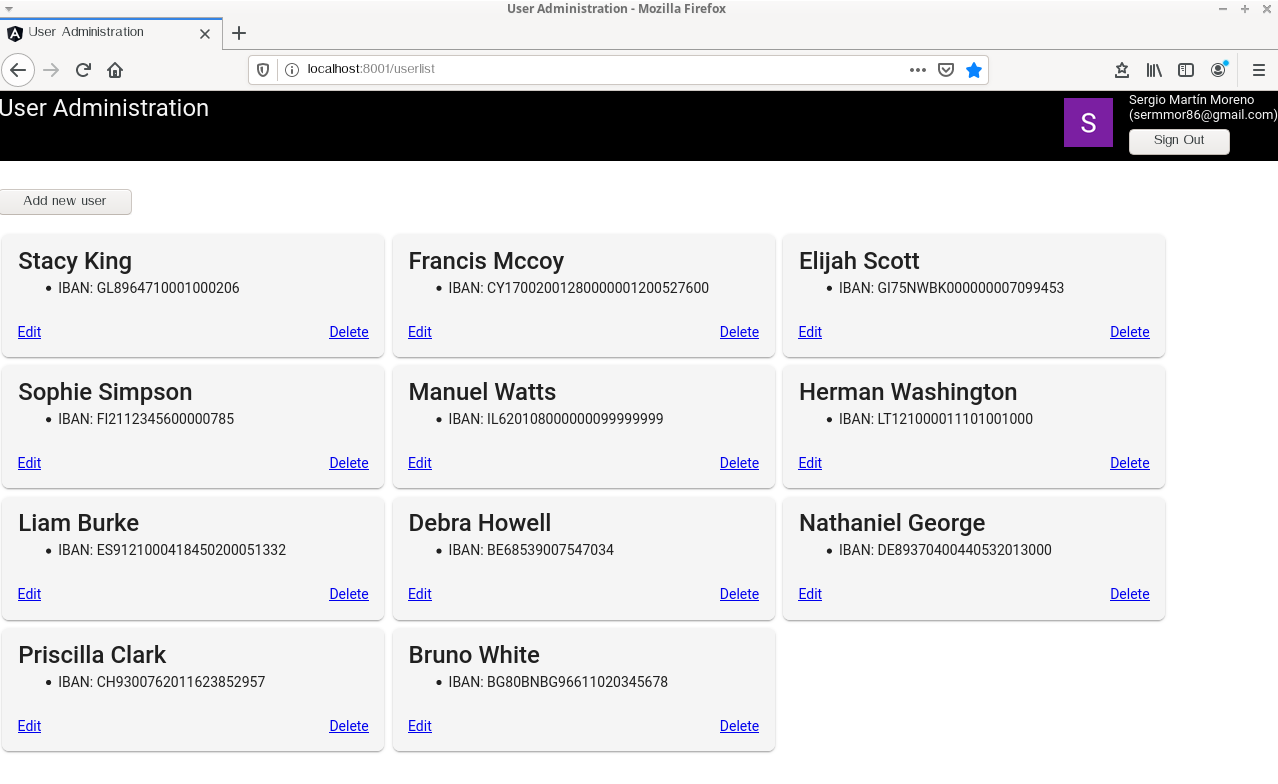 User Administration - Mozilla Firefox
User Administration
localhost:8001/userlist
User Administration
S
Sergio Martín Moreno
(sermmor86@gmail.com)
Sign Out
Add new user
Stacy King
IBAN: GL8964710001000206
Edit Delete
Francis Mccoy
IBAN: CY17002001280000001200527600
Edit Delete
Elijah Scott
IBAN: GI75NWBK000000007099453
Edit Delete
Sophie Simpson
IBAN: FI2112345600000785
Edit Delete
Manuel Watts
IBAN: IL620108000000099999999
Edit Delete
Herman Washington
IBAN: LT121000011101001000
Edit Delete
Liam Burke
IBAN: ES9121000418450200051332
Edit Delete
Debra Howell
IBAN: BE68539007547034
Edit Delete
Nathaniel George
IBAN: DE89370400440532013000
Edit Delete
Priscilla Clark
IBAN: CH9300762011623852957
Edit Delete
Bruno White
IBAN: BG80BNBG96611020345678
Edit Delete